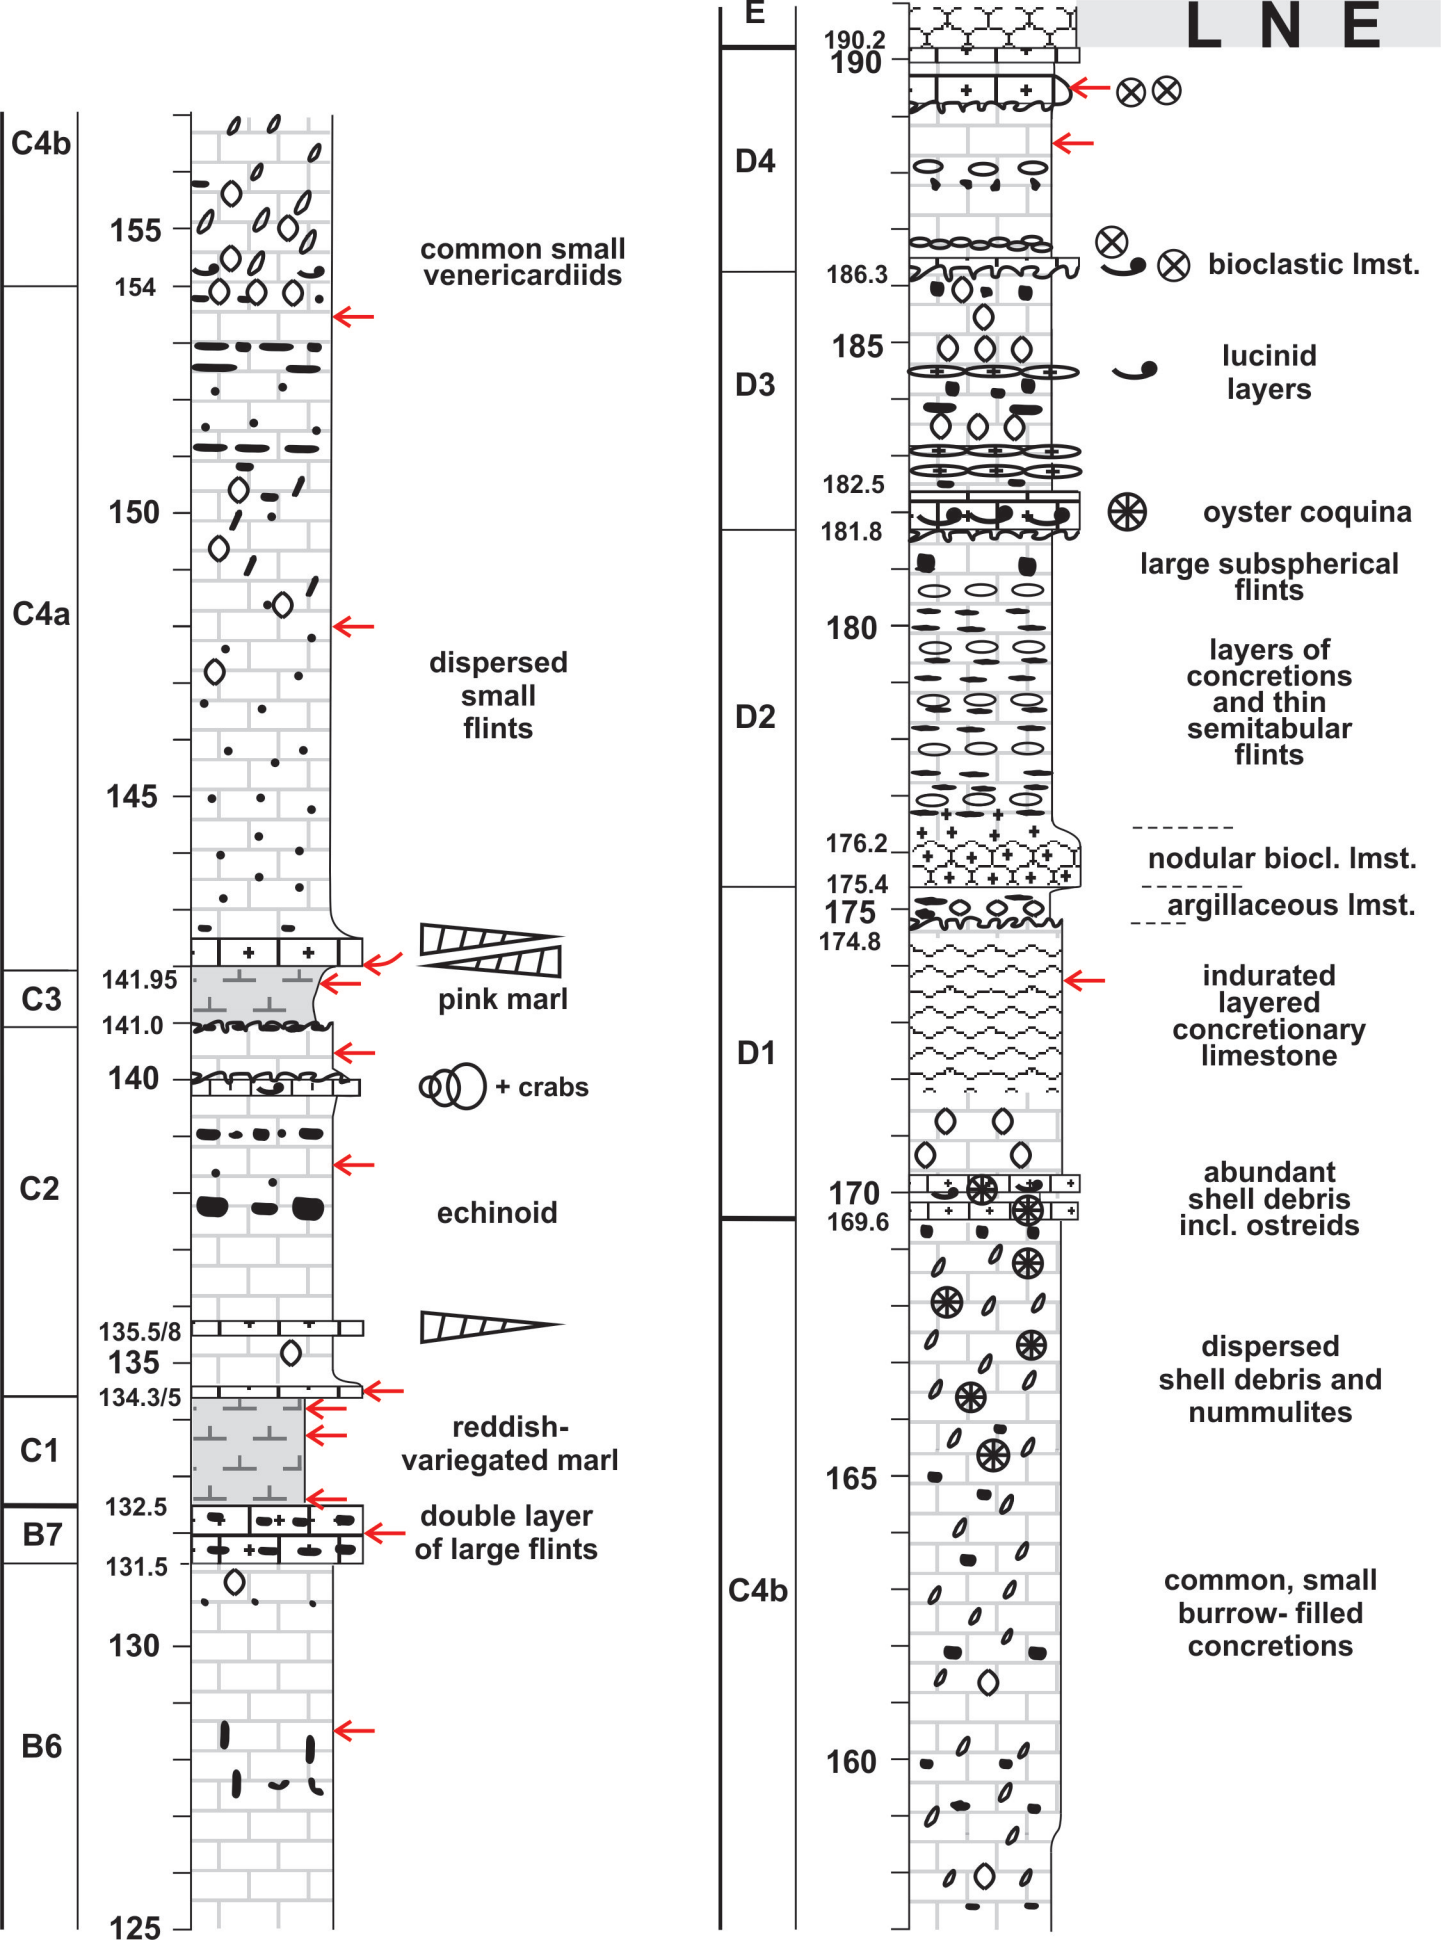 C4b
155
154
common small
venericardiids
150
C4a
dispersed
small
flints
145
141.95
C3
pink marl
141.0
140
+ crabs
C2
echinoid
135.5/8
135
134.3/5
C1
reddish-
variegated marl
132.5
B7
double layer
of large flints
131.5
130
B6
125
E
L N E
190.2
190
D4
186.3
bioclastic lmst.
185
D3
lucinid
layers
182.5
oyster coquina
181.8
large subspherical
flints
180
layers of
concretions
and thin
semitabular
flints
D2
176.2
nodular biocl. lmst.
175.4
175
argillaceous lmst.
174.8
indurated
layered
concretionary
limestone
D1
170
169.6
abundant
shell debris
incl. ostreids
dispersed
shell debris and
nummulites
165
C4b
common, small
burrow- filled
concretions
160